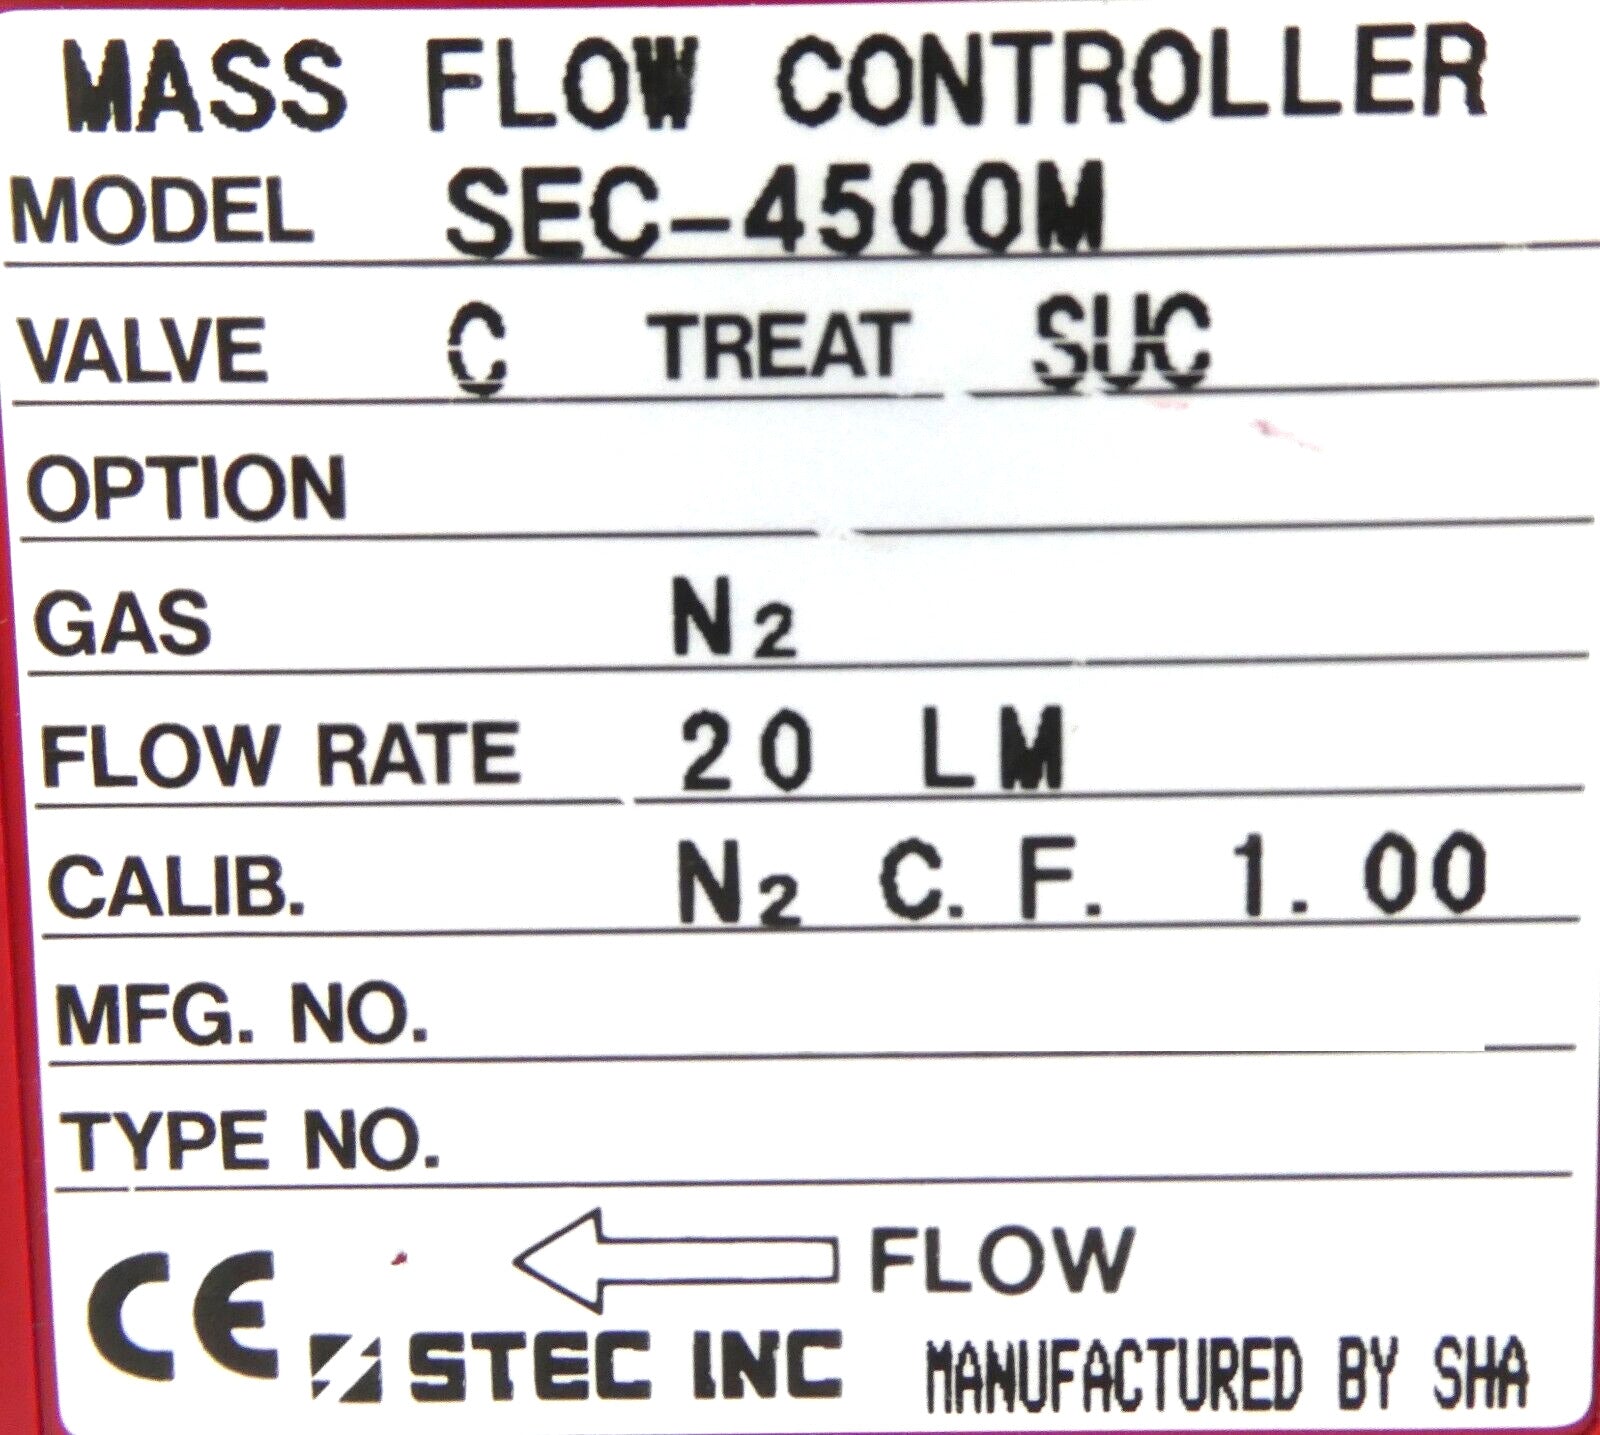 MASS FLOW CONTROLLER
MODEL SEC-4500M
VALVE C TREAT SUC
OPTION
GAS N₂
FLOW RATE 20 LM
CALIB. N₂ C.F. 1.00
MFG. NO.
TYPE NO.
CE FLOW
STEC INC MANUFACTURED BY SHA